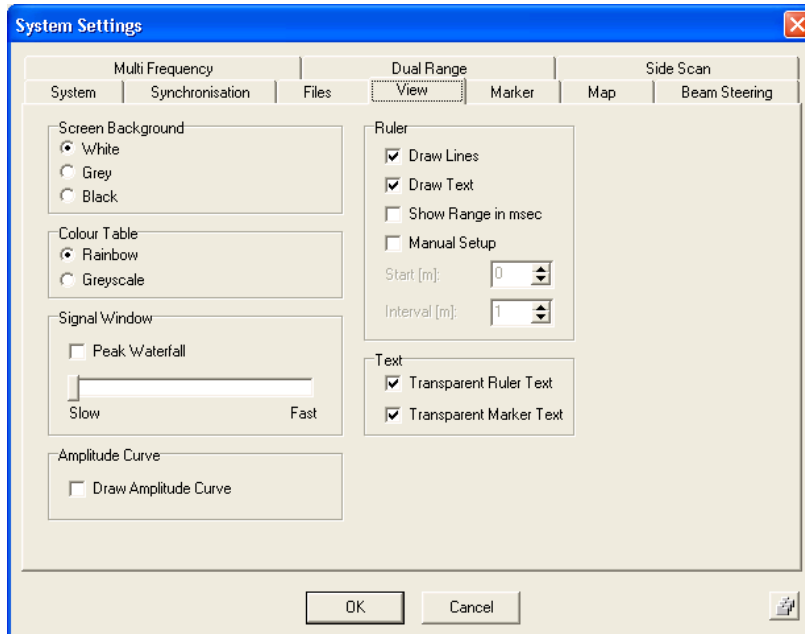 System Settings
Multi Frequency Dual Range Side Scan
System Synchronisation Files View Marker Map Beam Steering
Screen Background
White
Grey
Black
Colour Table
Rainbow
Greyscale
Signal Window
Peak Waterfall
Slow Fast
Amplitude Curve
Draw Amplitude Curve
Ruler
Draw Lines
Draw Text
Show Range in msec
Manual Setup
Start [m]: 0
Interval [m]: 1
Text
Transparent Ruler Text
Transparent Marker Text
OK Cancel